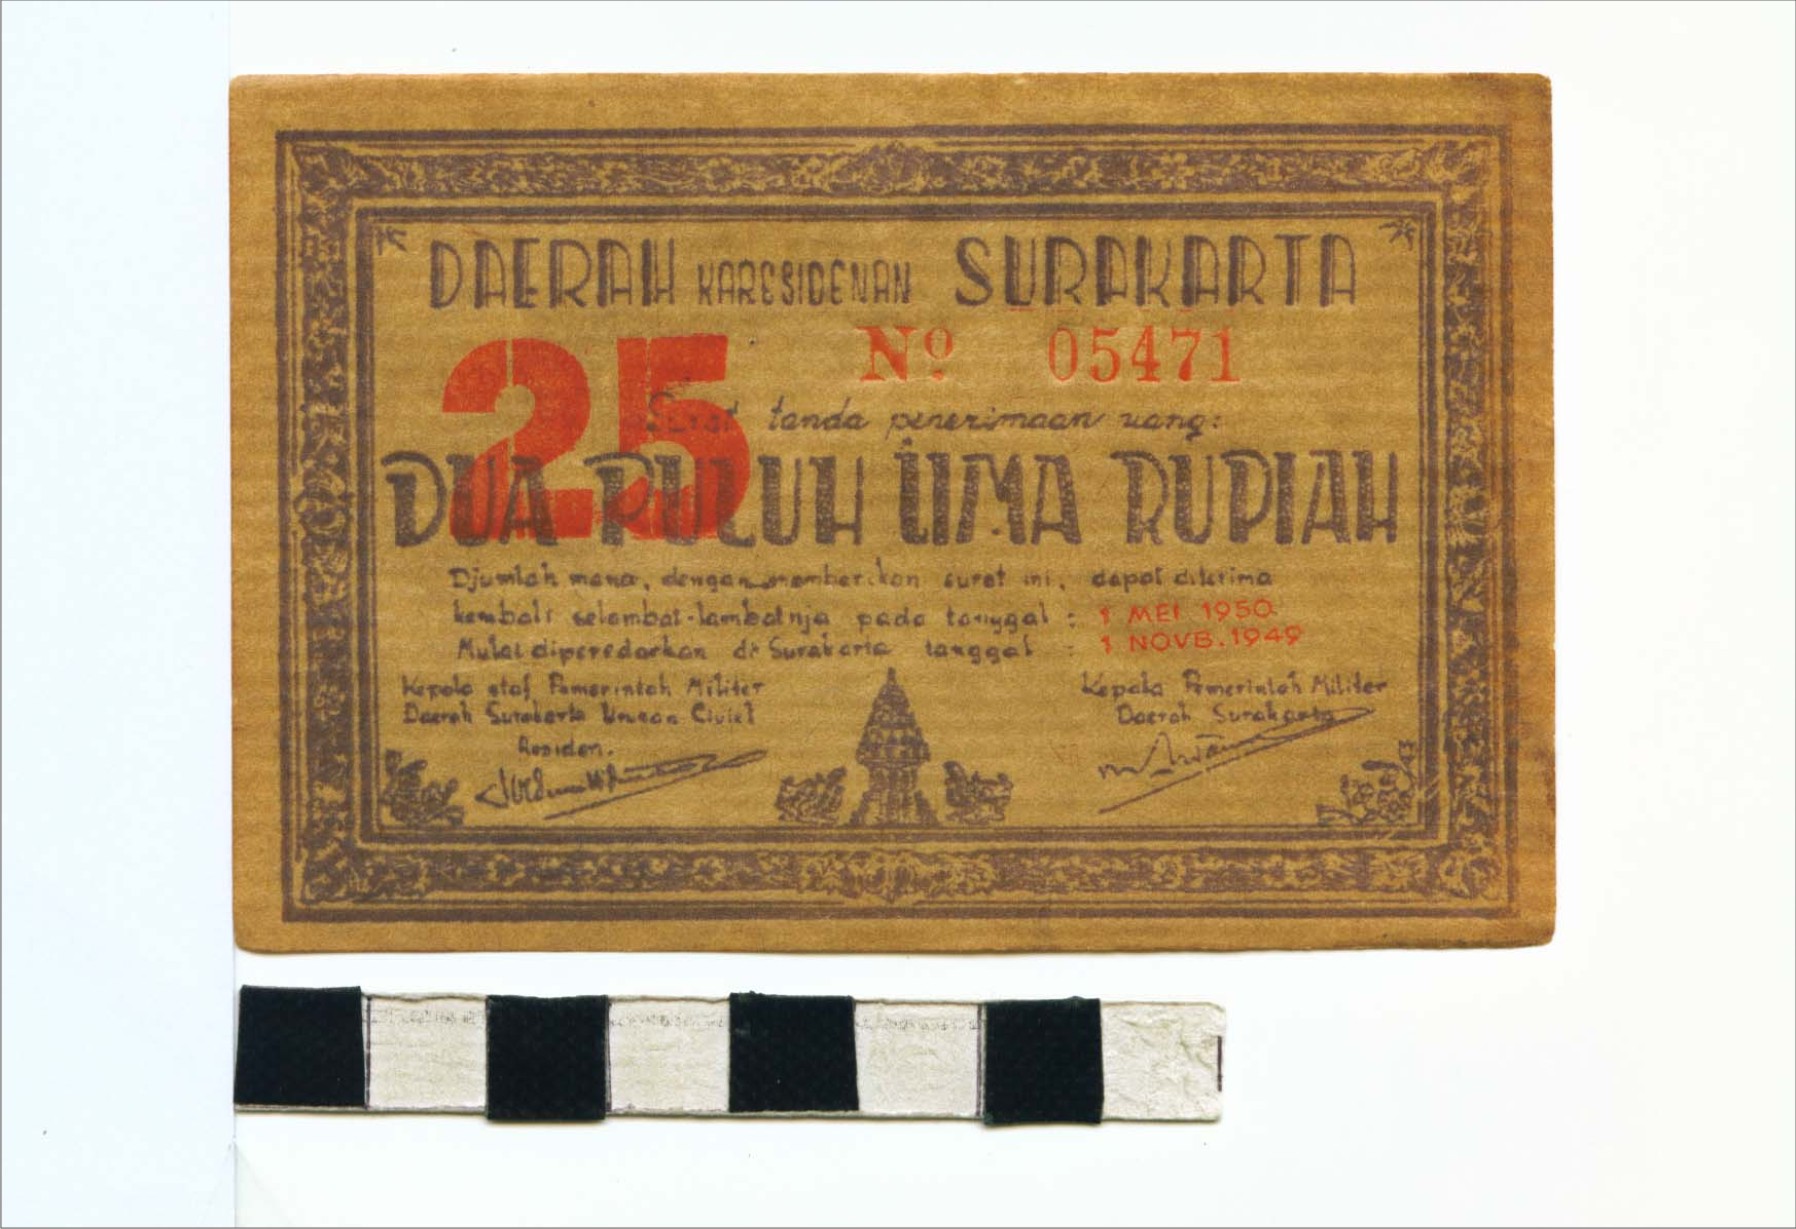 DAERAH KARESIDENAN SURAKARTA
25
Nº 05471
Surat tanda penerimaan uang:
DUA PULUH LIMA RUPIAH
Djumlah mana, dengan memberikan surat ini, dapat diterima
kembali selambat-lambatnja pada tanggal : 1 MEI 1950
Mulai diperedarkan di Surakarta tanggal : 1 NOVB. 1949
Kepala staf Pemerintah Militer
Daerah Surakarta Urusan Civiel
Residen.
Kepala Pemerintah Militer
Daerah Surakarta